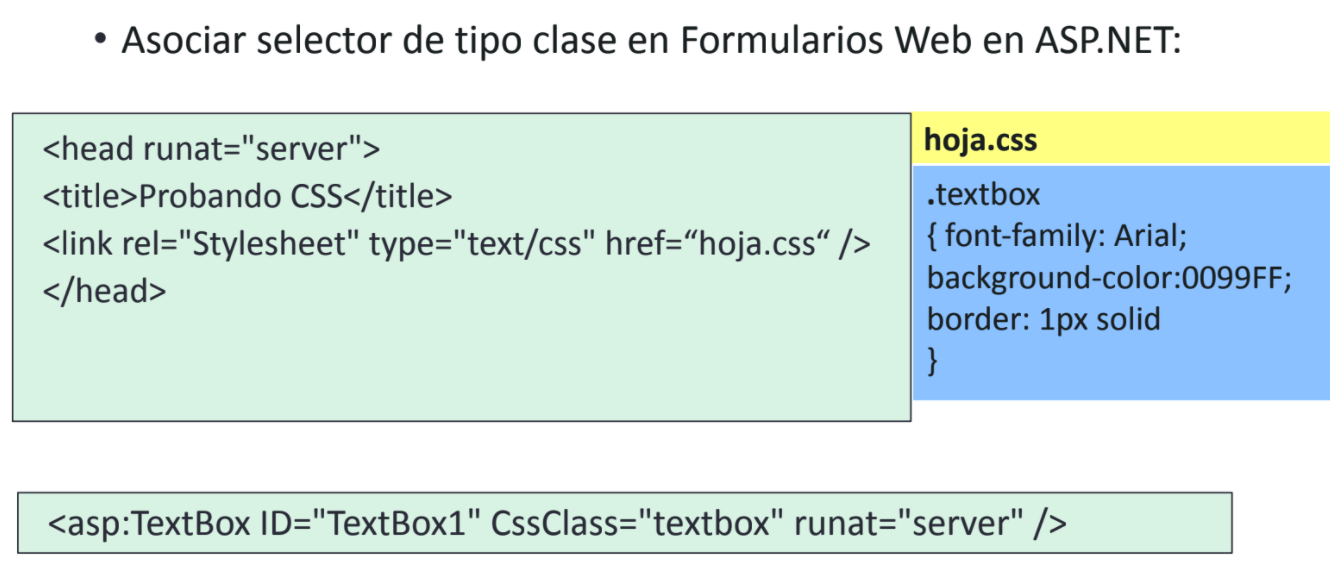 • Asociar selector de tipo clase en Formularios Web en ASP.NET:
<head runat="server">
<title>Probando CSS</title>
<link rel="Stylesheet" type="text/css" href=“hoja.css“ />
</head>
hoja.css
.textbox
{ font-family: Arial;
background-color:0099FF;
border: 1px solid
}
<asp:TextBox ID="TextBox1" CssClass="textbox" runat="server" />